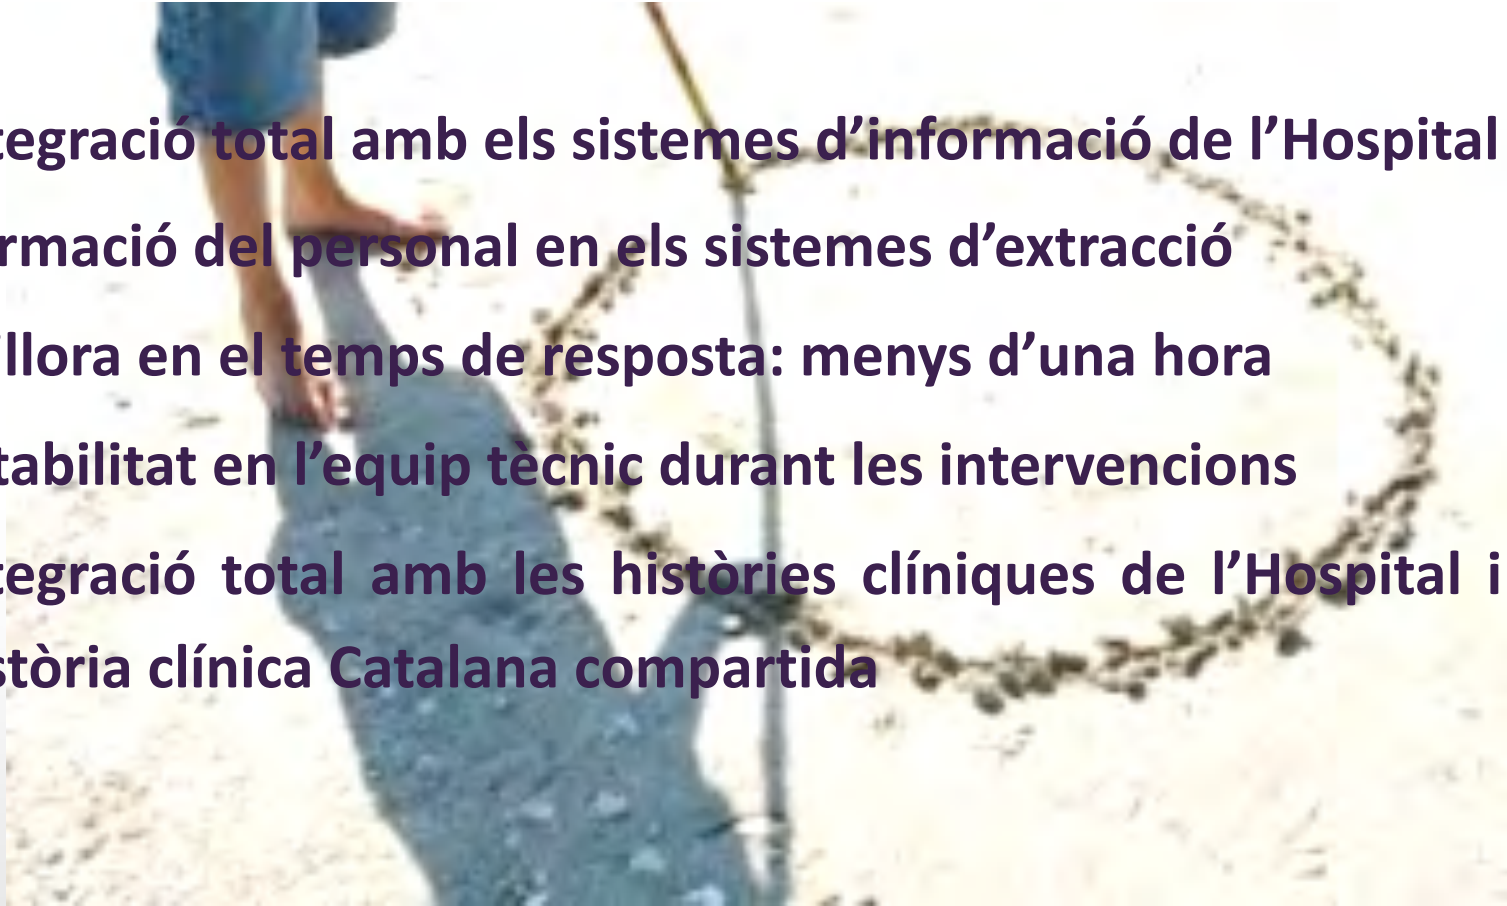 tegració total amb els sistemes d’informació de l’Hospital
rmació del personal en els sistemes d’extracció
llora en el temps de resposta: menys d’una hora
tabilitat en l’equip tècnic durant les intervencions
tegració total amb les històries clíniques de l’Hospital i
stòria clínica Catalana compartida